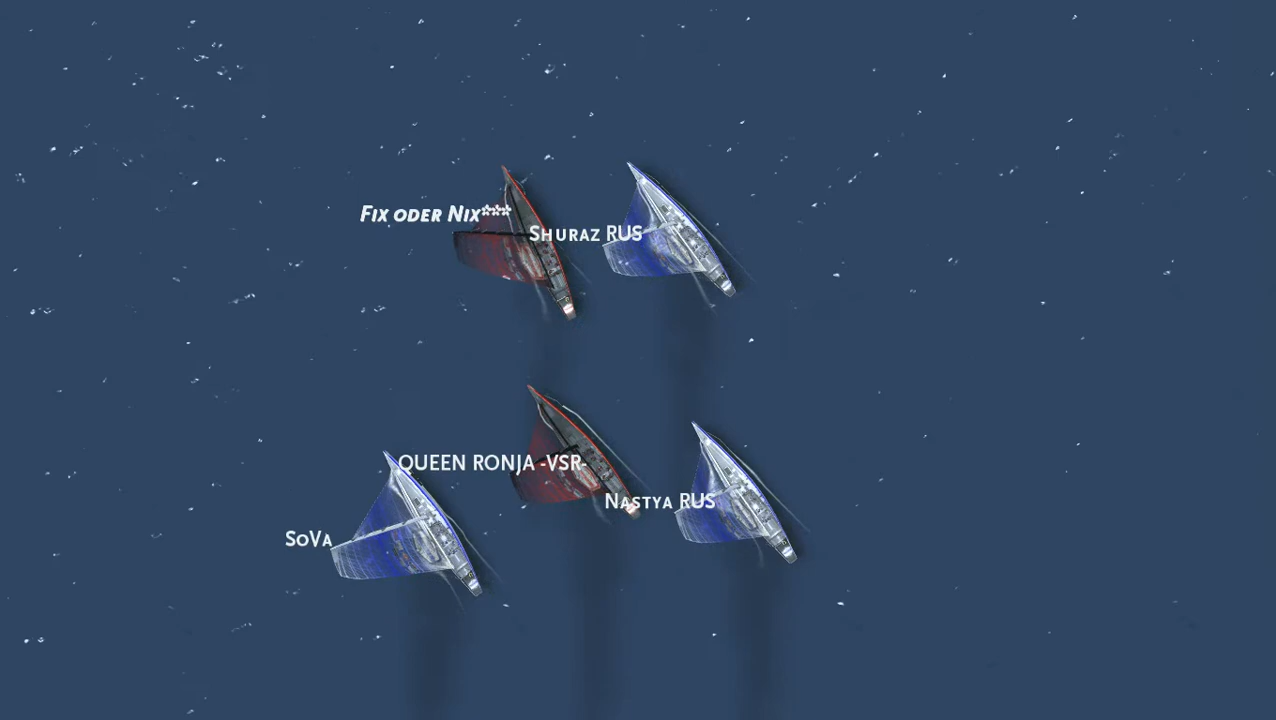 Fix oder Nix***
Shuraz RUS
QUEEN RONJA -VSR-
Nastya RUS
SoVa